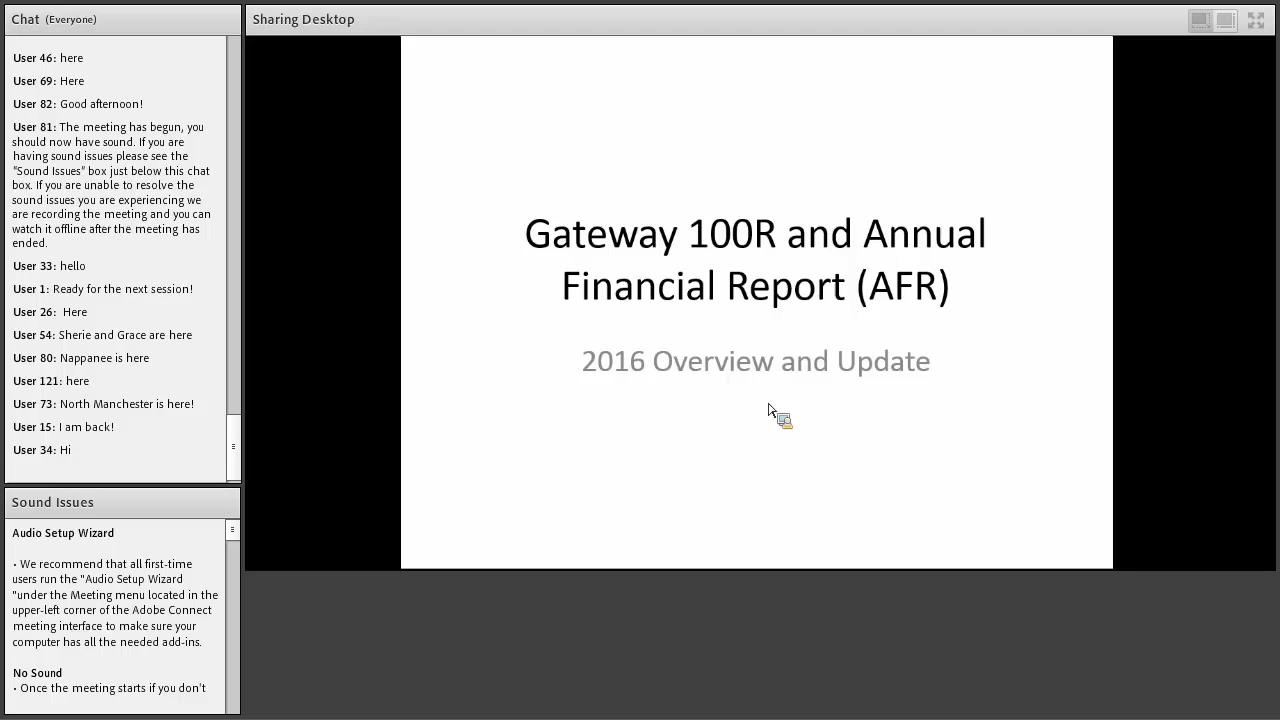 Chat (Everyone)
User 46: here
User 69: Here
User 82: Good afternoon!
User 81: The meeting has begun, you
should now have sound. If you are
having sound issues please see the
"Sound Issues" box just below this chat
box. If you are unable to resolve the
sound issues you are experiencing we
are recording the meeting and you can
watch it offline after the meeting has
ended.
User 33: hello
User 1: Ready for the next session!
User 26: Here
User 54: Sherie and Grace are here
User 80: Nappanee is here
User 121: here
User 73: North Manchester is here!
User 15: I am back!
User 34: Hi
Sound Issues
Audio Setup Wizard
• We recommend that all first-time
users run the "Audio Setup Wizard
"under the Meeting menu located in the
upper-left corner of the Adobe Connect
meeting interface to make sure your
computer has all the needed add-ins.
No Sound
• Once the meeting starts if you don't
Sharing Desktop
Gateway 100R and Annual
Financial Report (AFR)
2016 Overview and Update